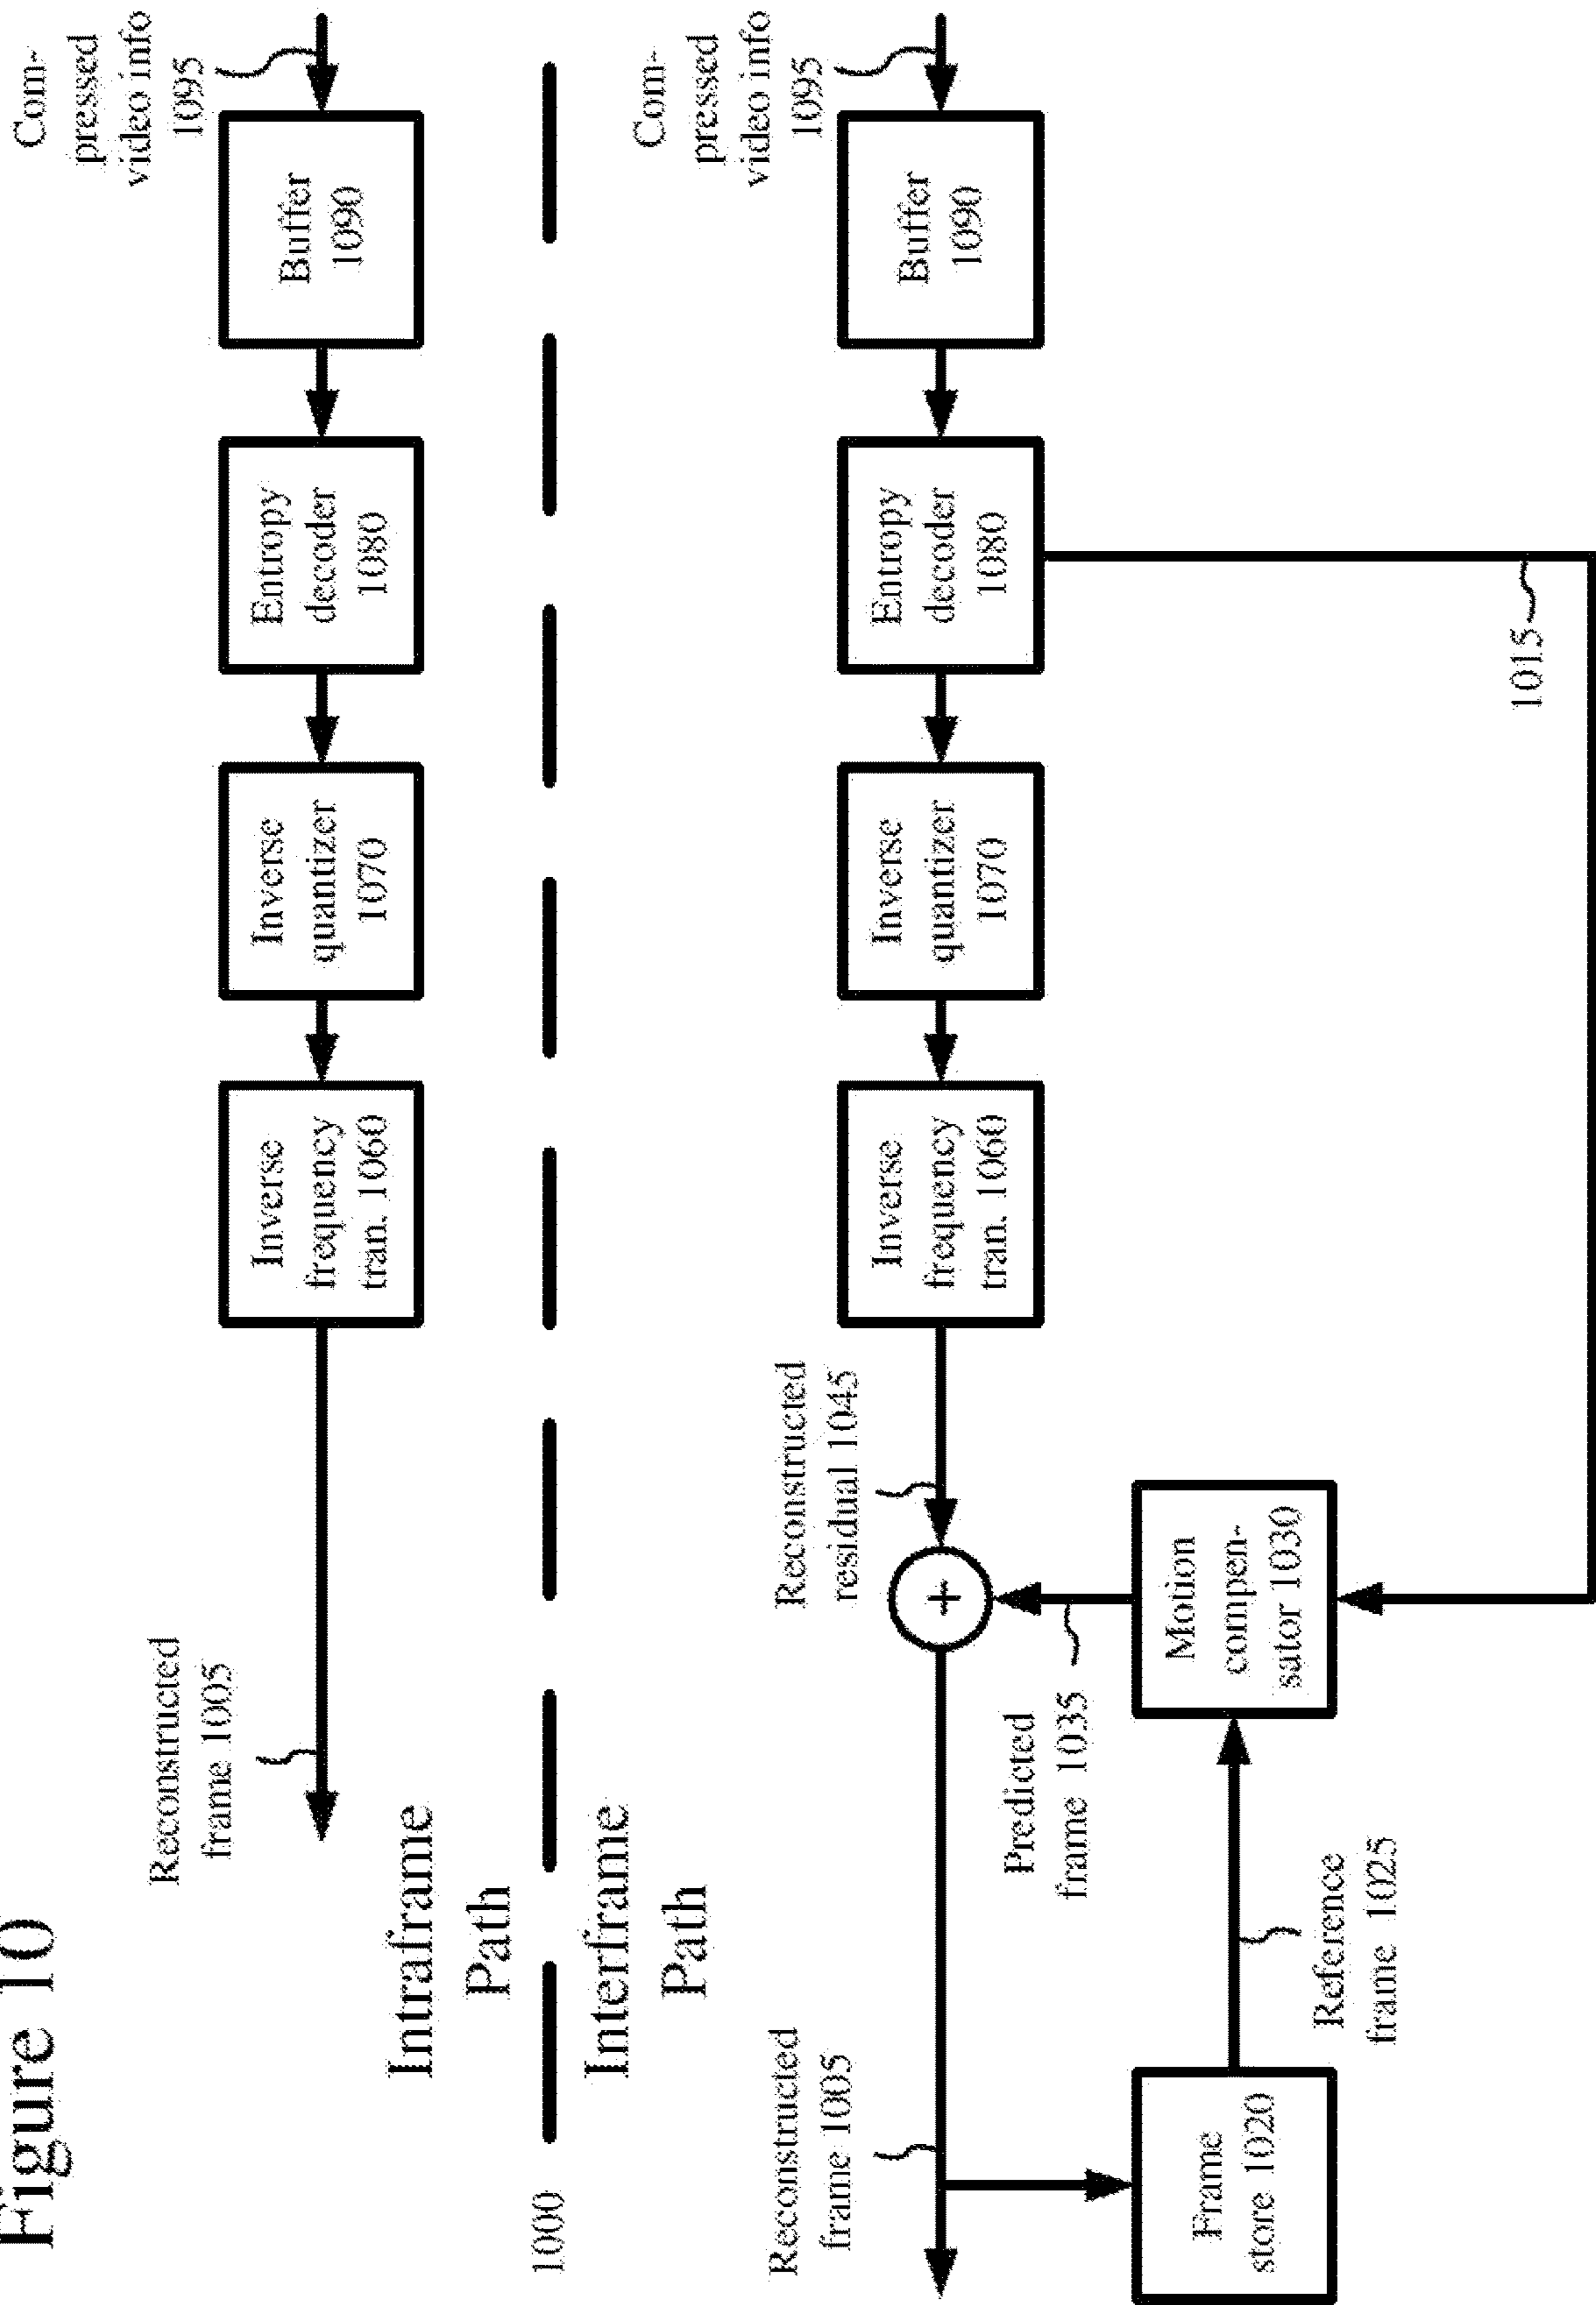 Figure 10
Reconstructed
frame 1005
Inverse
frequency
tran. 1060
Inverse
quantizer
1070
Entropy
decoder
1080
Buffer
1090
Com-
pressed
video info
1095
Intraframe
Path
1000
Interframe
Path
Reconstructed
frame 1005
Reconstructed
residual 1045
+
Inverse
frequency
tran. 1060
Inverse
quantizer
1070
Entropy
decoder
1080
Buffer
1090
Com-
pressed
video info
1095
Predicted
frame 1035
Frame
store 1020
Reference
frame 1025
Motion
compen-
sator 1030
1015